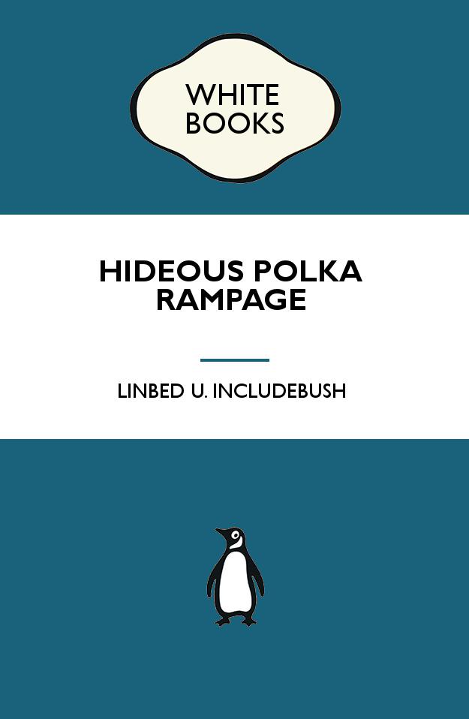 WHITE
BOOKS
HIDEOUS POLKA
RAMPAGE
LINBED U. INCLUDEBUSH